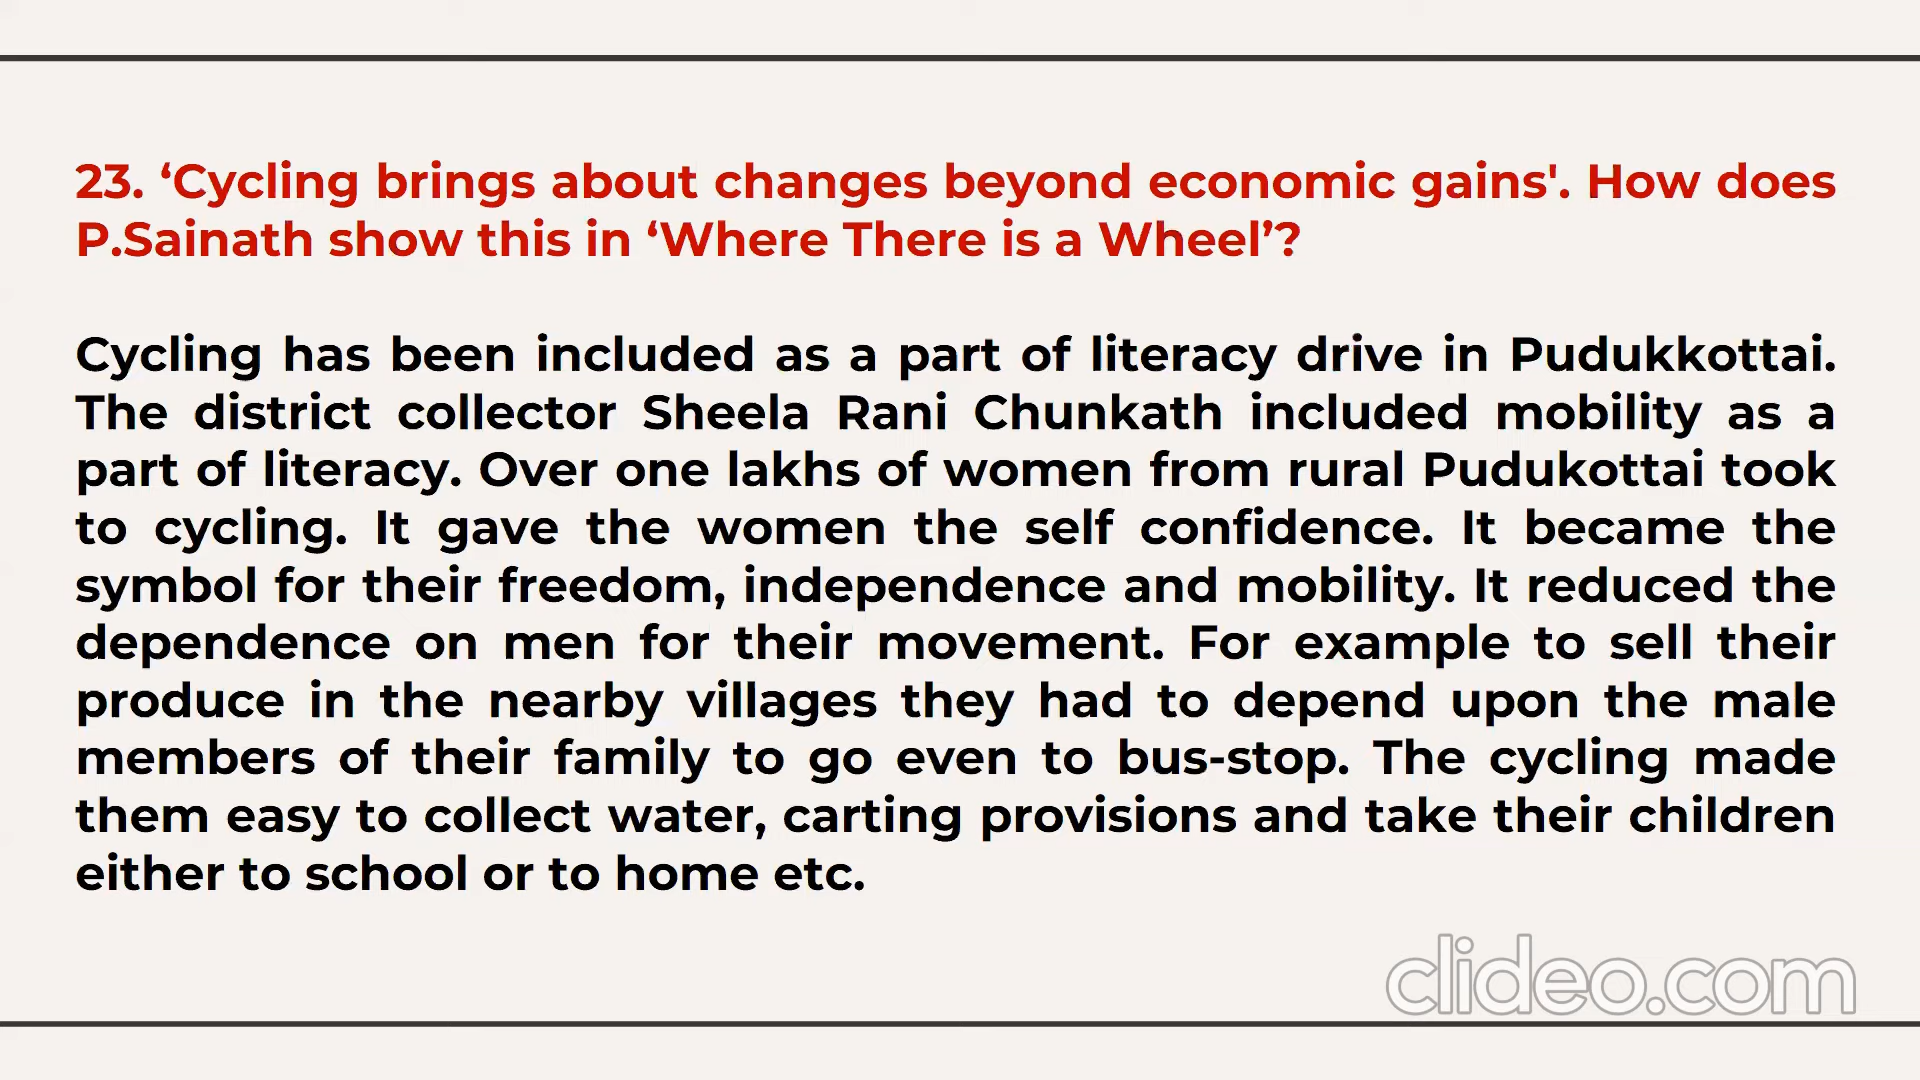 23. ‘Cycling brings about changes beyond economic gains'. How does
P.Sainath show this in ‘Where There is a Wheel’?
Cycling has been included as a part of literacy drive in Pudukkottai.
The district collector Sheela Rani Chunkath included mobility as a
part of literacy. Over one lakhs of women from rural Pudukottai took
to cycling. It gave the women the self confidence. It became the
symbol for their freedom, independence and mobility. It reduced the
dependence on men for their movement. For example to sell their
produce in the nearby villages they had to depend upon the male
members of their family to go even to bus-stop. The cycling made
them easy to collect water, carting provisions and take their children
either to school or to home etc.
clideo.com